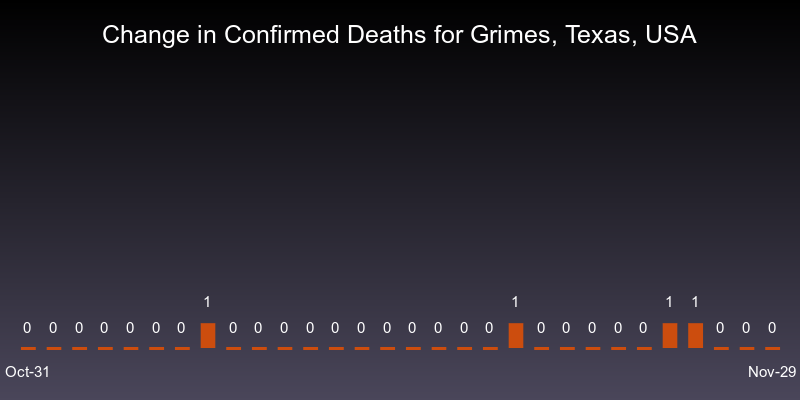 Change in Confirmed Deaths for Grimes, Texas, USA
1 1 1 1
0 0 0 0 0 0 0 0 0 0 0 0 0 0 0 0 0 0 0 0 0 0 0 0 0 0
Oct-31 Nov-29